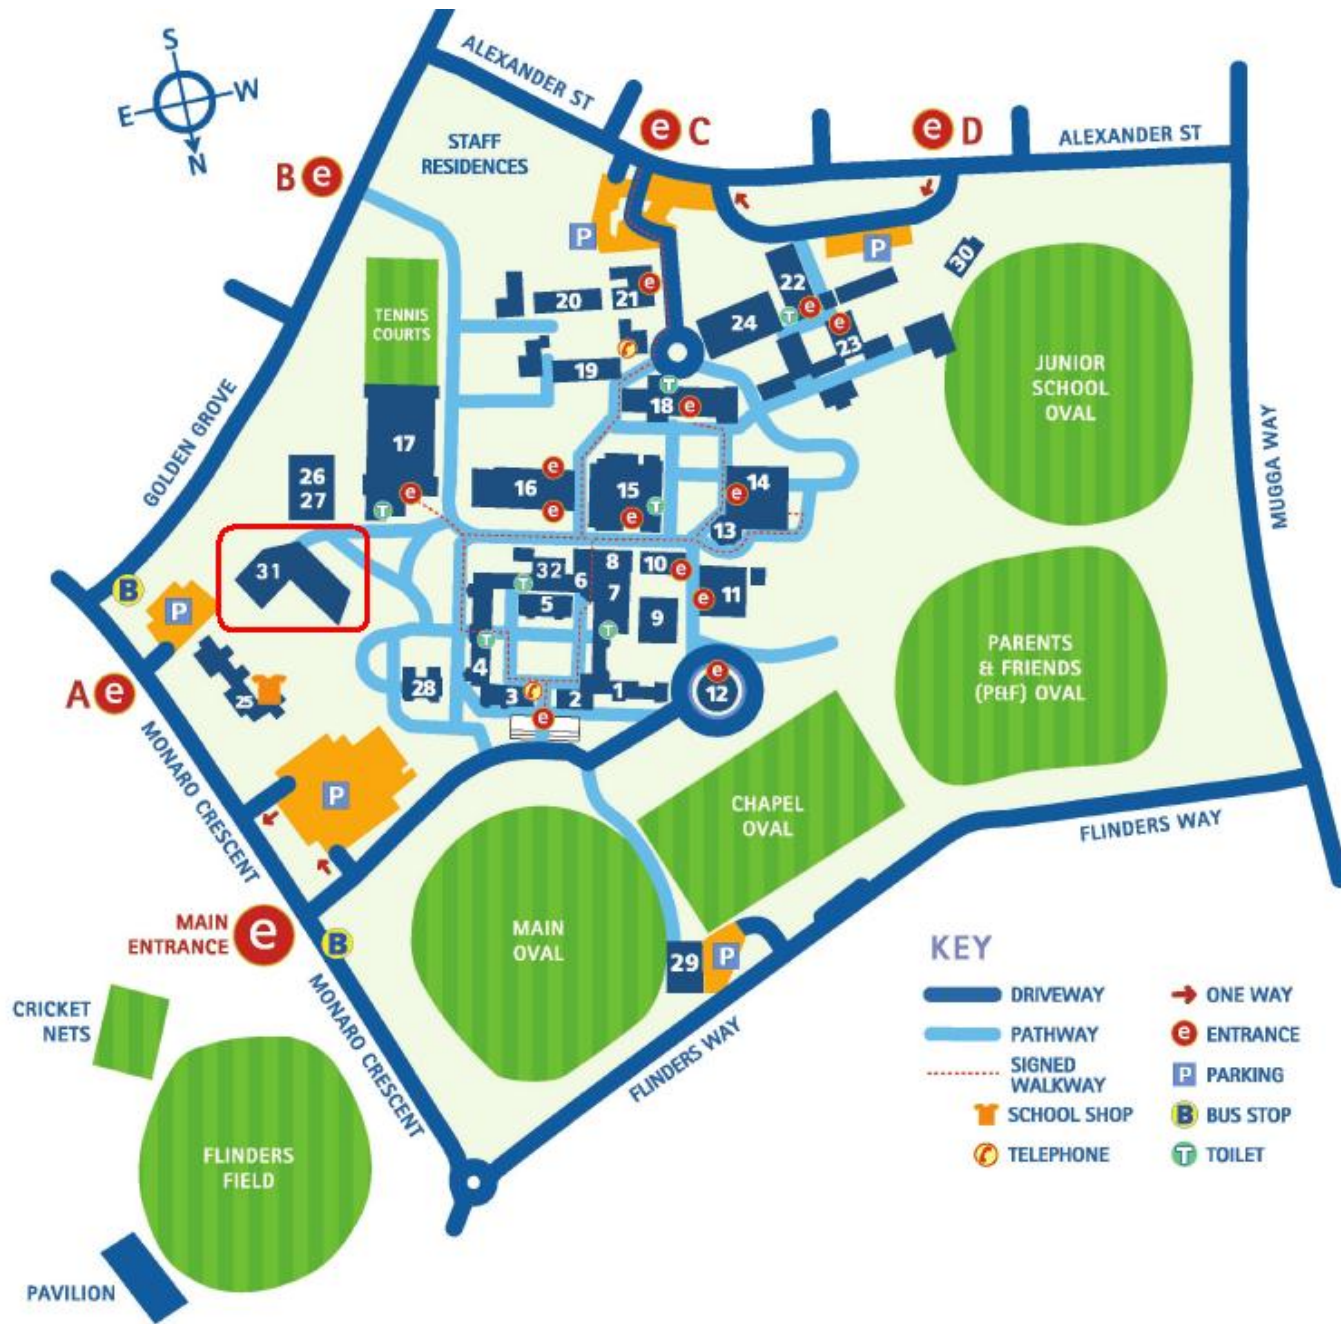 S
E
W
N
ALEXANDER ST
e C
e D
ALEXANDER ST
STAFF
RESIDENCES
B e
P
P
30
22
20
21
e
e
T
e
24
23
TENNIS
COURTS
19
T
18
e
JUNIOR
SCHOOL
OVAL
GOLDEN GROVE
MUGGA WAY
17
26
27
e
T
16
e
e
15
e
T
14
e
13
31
B
P
32
T
5
6
8
7
10
e
11
e
9
T
T
4
A e
25
28
3
2
1
e
12
e
PARENTS
& FRIENDS
(P&F) OVAL
MONARO CRESCENT
P
CHAPEL
OVAL
FLINDERS WAY
MAIN
ENTRANCE
e
B
MAIN
OVAL
29
P
MONARO CRESCENT
FLINDERS WAY
CRICKET
NETS
FLINDERS
FIELD
PAVILION
KEY
DRIVEWAY
PATHWAY
SIGNED
WALKWAY
SCHOOL SHOP
TELEPHONE
ONE WAY
e ENTRANCE
P PARKING
B BUS STOP
T TOILET